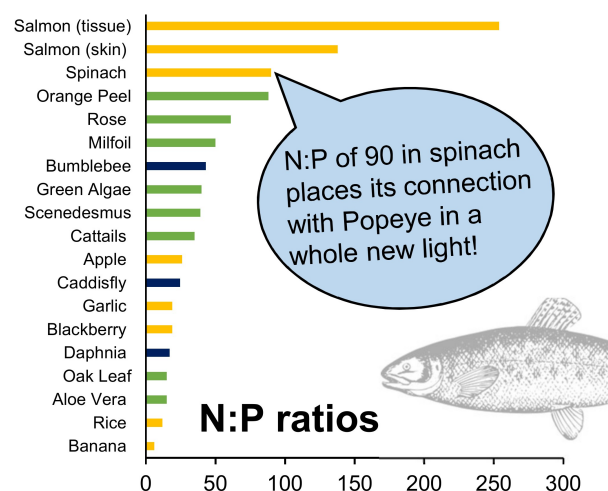 Salmon (tissue)
Salmon (skin)
Spinach
Orange Peel
Rose
Milfoil
Bumblebee
Green Algae
Scenedesmus
Cattails
Apple
Caddisfly
Garlic
Blackberry
Daphnia
Oak Leaf
Aloe Vera
Rice
Banana
N:P of 90 in spinach
places its connection
with Popeye in a
whole new light!
N:P ratios
0 50 100 150 200 250 300